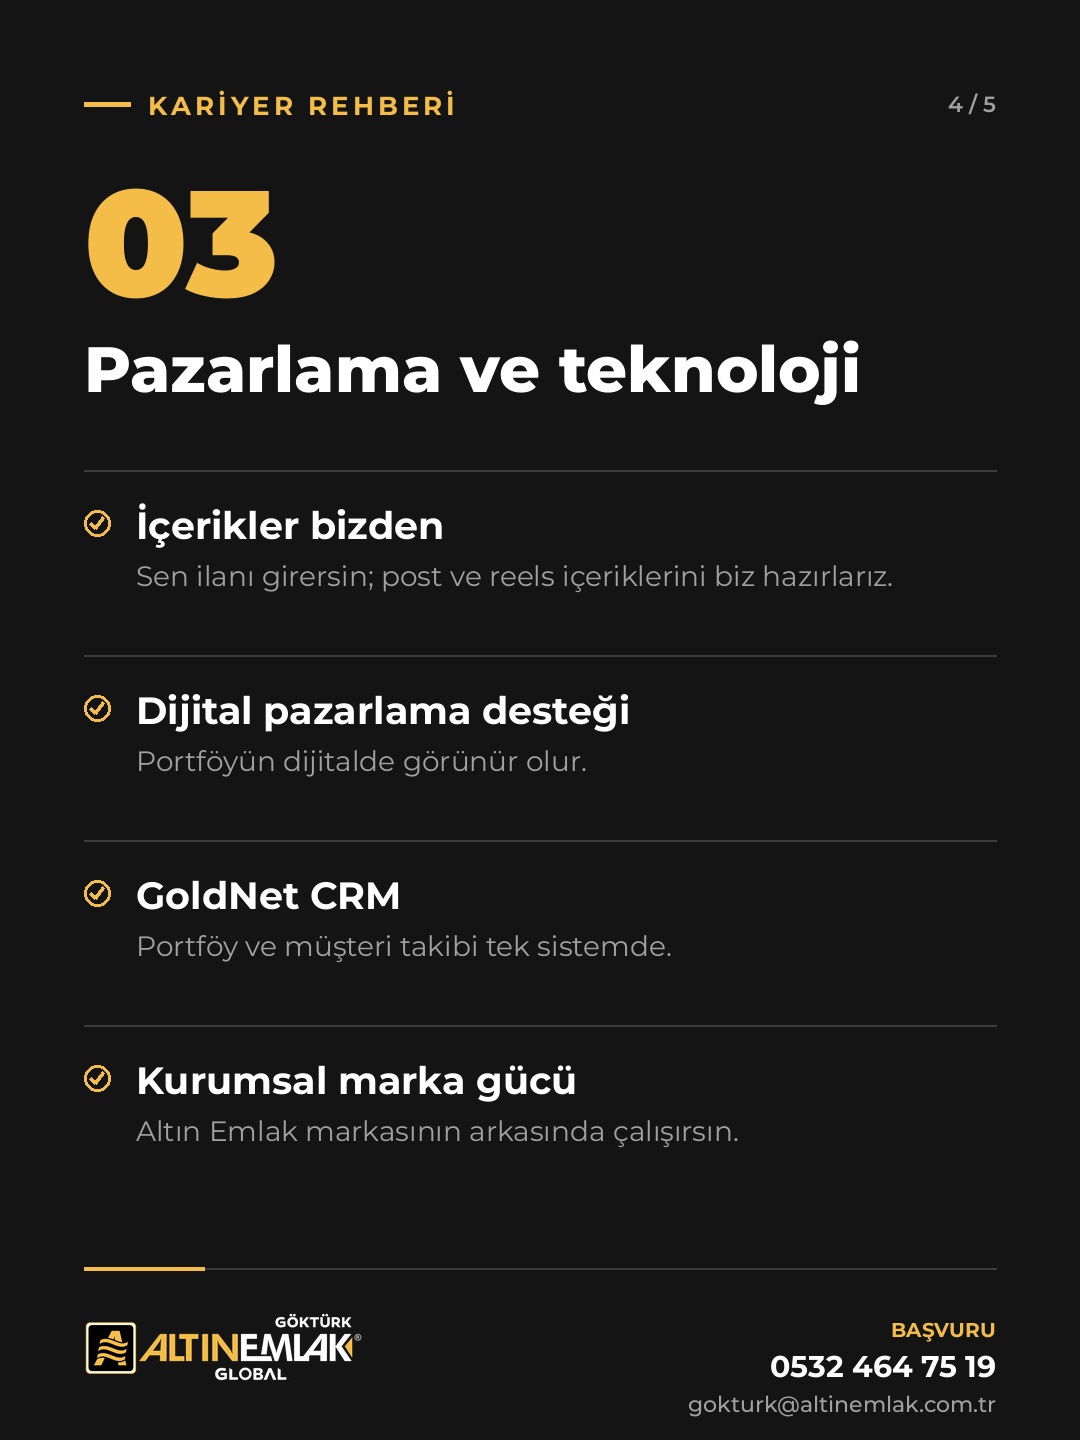 KARİYER REHBERİ
4 / 5
03
Pazarlama ve teknoloji
İçerikler bizden
Sen ilanı girersin; post ve reels içeriklerini biz hazırlarız.
Dijital pazarlama desteği
Portföyün dijitalde görünür olur.
GoldNet CRM
Portföy ve müşteri takibi tek sistemde.
Kurumsal marka gücü
Altın Emlak markasının arkasında çalışırsın.
GÖKTÜRK
ALTINEMLAK®
GLOBAL
BAŞVURU
0532 464 75 19
gokturk@altinemlak.com.tr